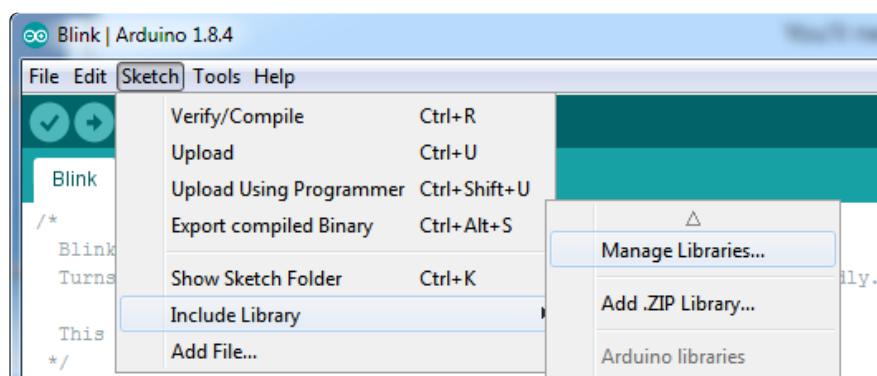 Blink | Arduino 1.8.4
File Edit Sketch Tools Help
Verify/Compile Ctrl+R
Upload Ctrl+U
Blink
Upload Using Programmer Ctrl+Shift+U
/*
Export compiled Binary Ctrl+Alt+S
Blink
Manage Libraries...
Turns
Show Sketch Folder Ctrl+K
dly.
Include Library
Add .ZIP Library...
This
Add File...
Arduino libraries
*/